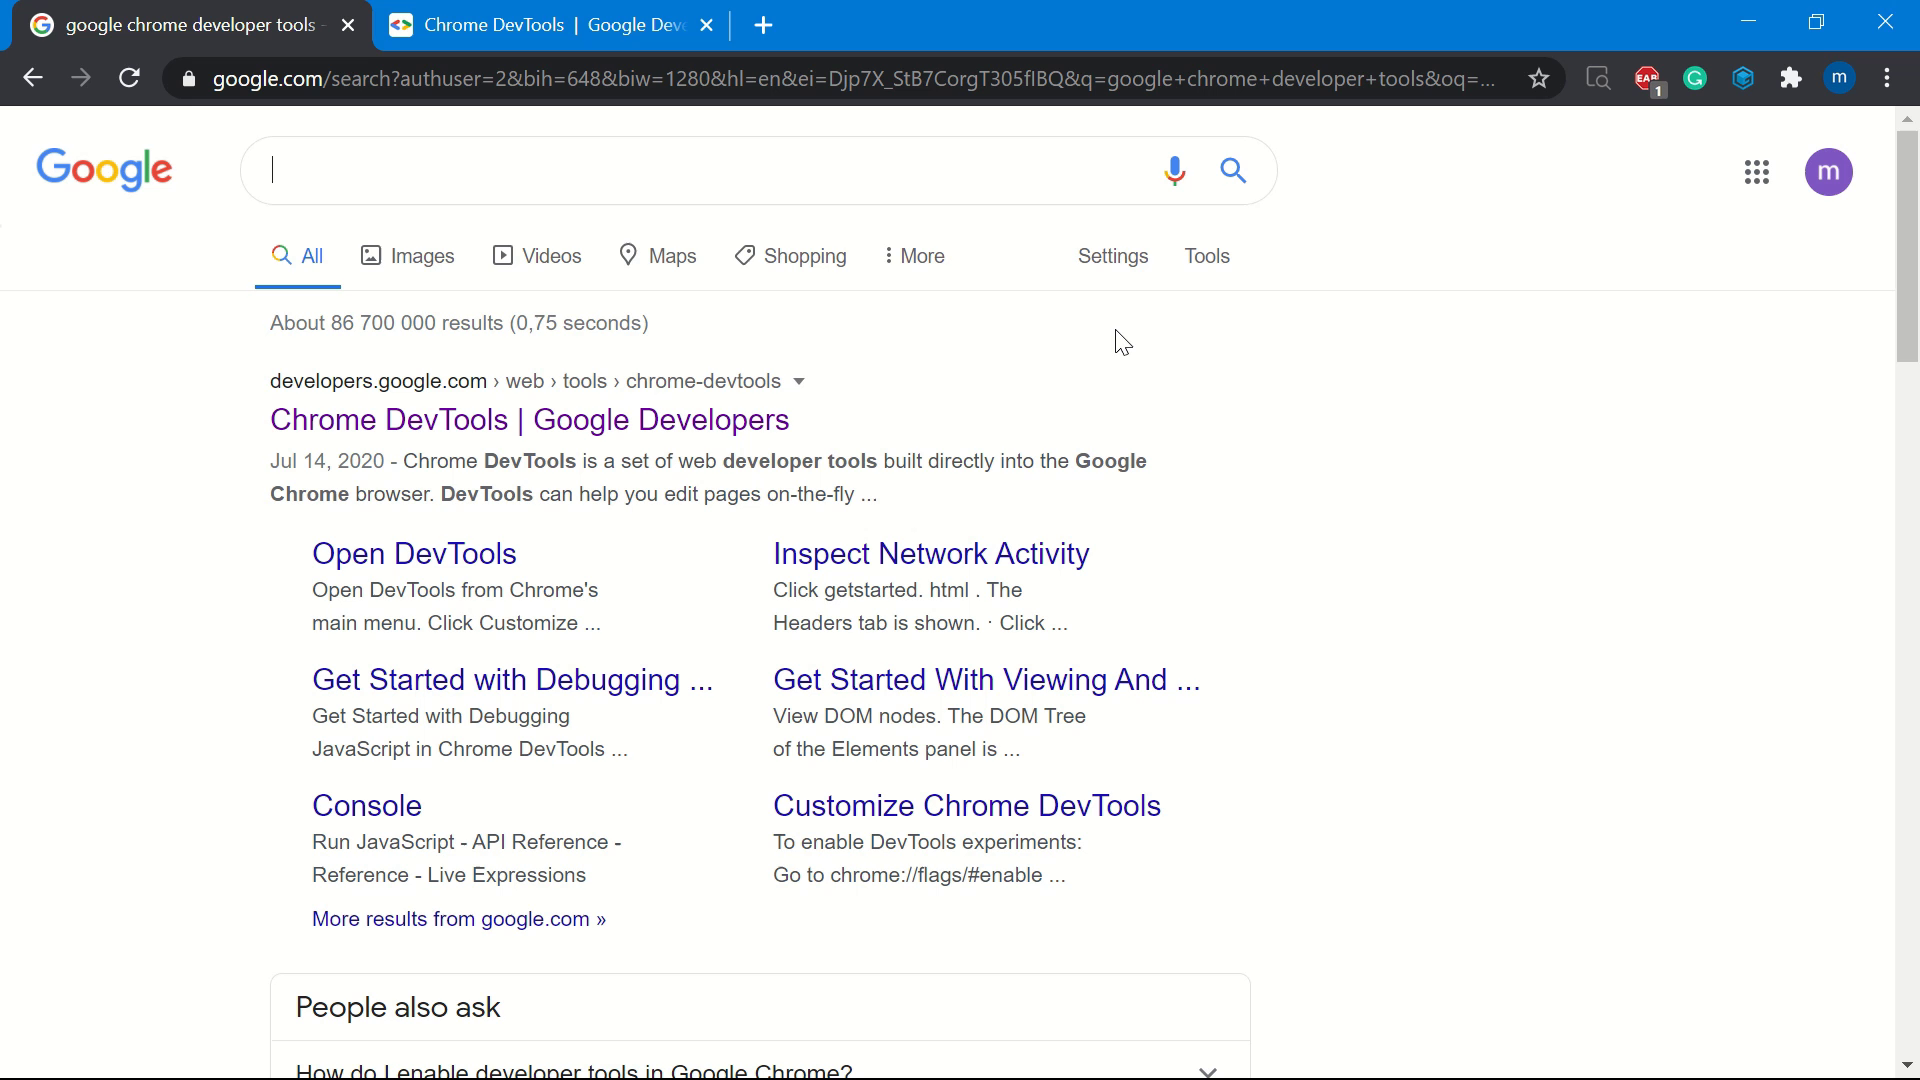 google chrome developer tools -
Chrome DevTools | Google Dev
google.com/search?authuser=2&bih=648&biw=1280&hl=en&ei=Djp7X_StB7CorgT305fIBQ&q=google+chrome+developer+tools&oq=...
EAB
1
G
m
Google
m
All
Images
Videos
Maps
Shopping
More
Settings
Tools
About 86 700 000 results (0,75 seconds)
developers.google.com › web › tools › chrome-devtools
Chrome DevTools | Google Developers
Jul 14, 2020 - Chrome DevTools is a set of web developer tools built directly into the Google
Chrome browser. DevTools can help you edit pages on-the-fly ...
Open DevTools
Open DevTools from Chrome's
main menu. Click Customize ...
Inspect Network Activity
Click getstarted. html . The
Headers tab is shown. · Click ...
Get Started with Debugging ...
Get Started with Debugging
JavaScript in Chrome DevTools ...
Get Started With Viewing And ...
View DOM nodes. The DOM Tree
of the Elements panel is ...
Console
Run JavaScript - API Reference -
Reference - Live Expressions
Customize Chrome DevTools
To enable DevTools experiments:
Go to chrome://flags/#enable ...
More results from google.com »
People also ask
How do I enable developer tools in Google Chrome?